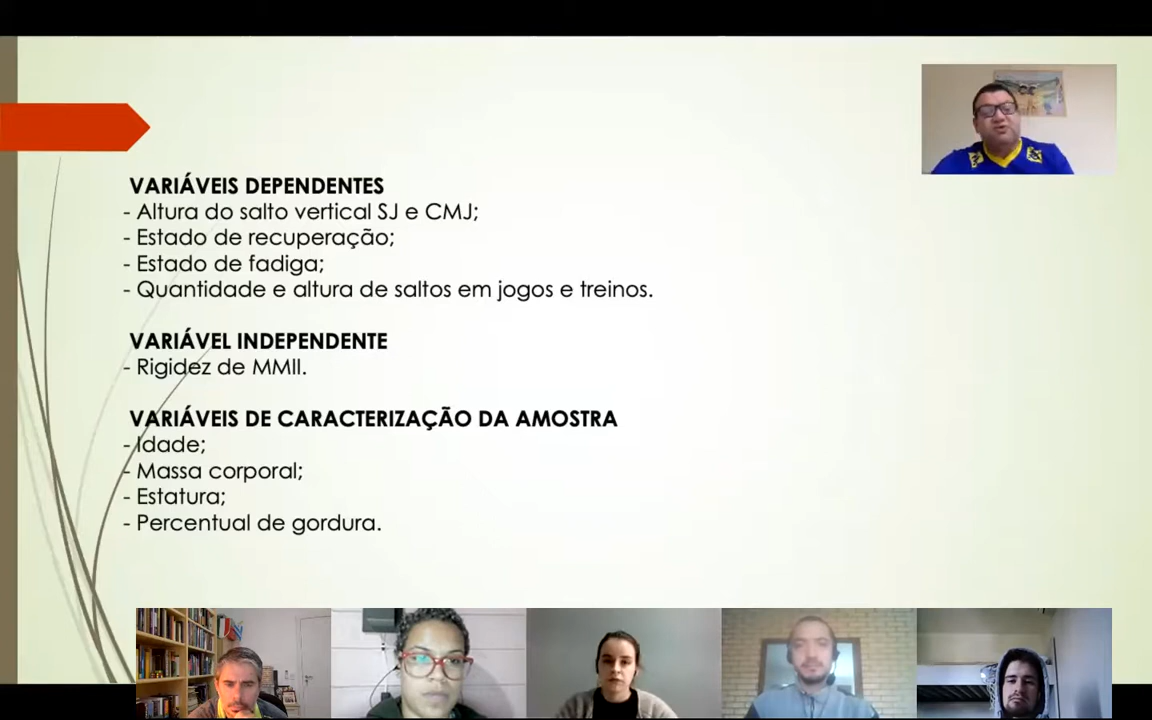 VARIÁVEIS DEPENDENTES
- Altura do salto vertical SJ e CMJ;
- Estado de recuperação;
- Estado de fadiga;
- Quantidade e altura de saltos em jogos e treinos.
VARIÁVEL INDEPENDENTE
- Rigidez de MMII.
VARIÁVEIS DE CARACTERIZAÇÃO DA AMOSTRA
- Idade;
- Massa corporal;
- Estatura;
- Percentual de gordura.